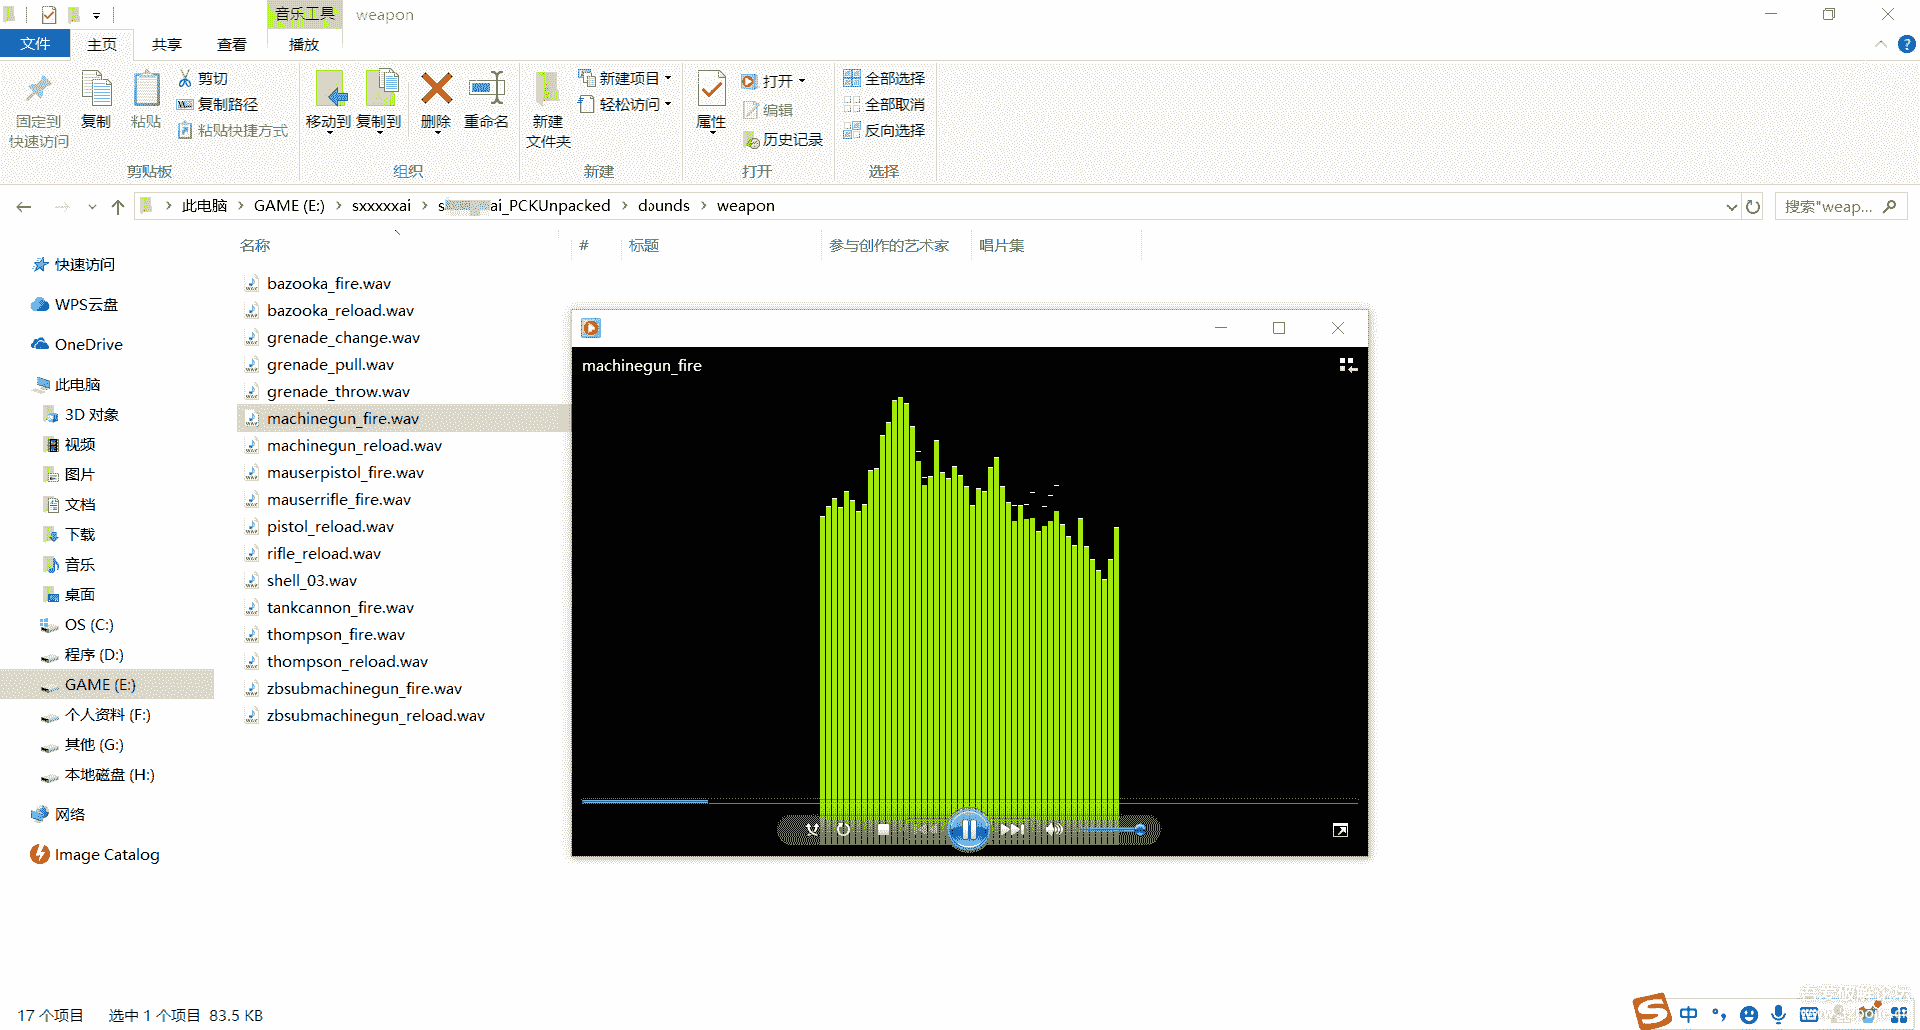 音乐工具 weapon
文件 主页 共享 查看 播放
固定到
快速访问
复制
粘贴
剪切
复制路径
粘贴快捷方式
剪贴板
移动到 复制到 删除 重命名
组织
新建
文件夹
新建项目
轻松访问
新建
属性
打开
编辑
历史记录
打开
全部选择
全部取消
反向选择
选择
此电脑 GAME (E:) sxxxxxai ai_PCKUnpacked weapon
搜索"weap...
名称 # 标题 参与创作的艺术家 唱片集
快速访问
WPS云盘
OneDrive
此电脑
3D 对象
视频
图片
文档
下载
音乐
桌面
OS (C:)
程序 (D:)
GAME (E:)
个人资料 (F:)
其他 (G:)
本地磁盘 (H:)
网络
Image Catalog
bazooka_fire.wav
bazooka_reload.wav
grenade_change.wav
grenade_pull.wav
grenade_throw.wav
machinegun_fire.wav
machinegun_reload.wav
mauserpistol_fire.wav
mauserrifle_fire.wav
pistol_reload.wav
rifle_reload.wav
shell_03.wav
tankcannon_fire.wav
thompson_fire.wav
thompson_reload.wav
zbsubmachinegun_fire.wav
zbsubmachinegun_reload.wav
machinegun_fire
17 个项目 选中 1 个项目 83.5 KB
中